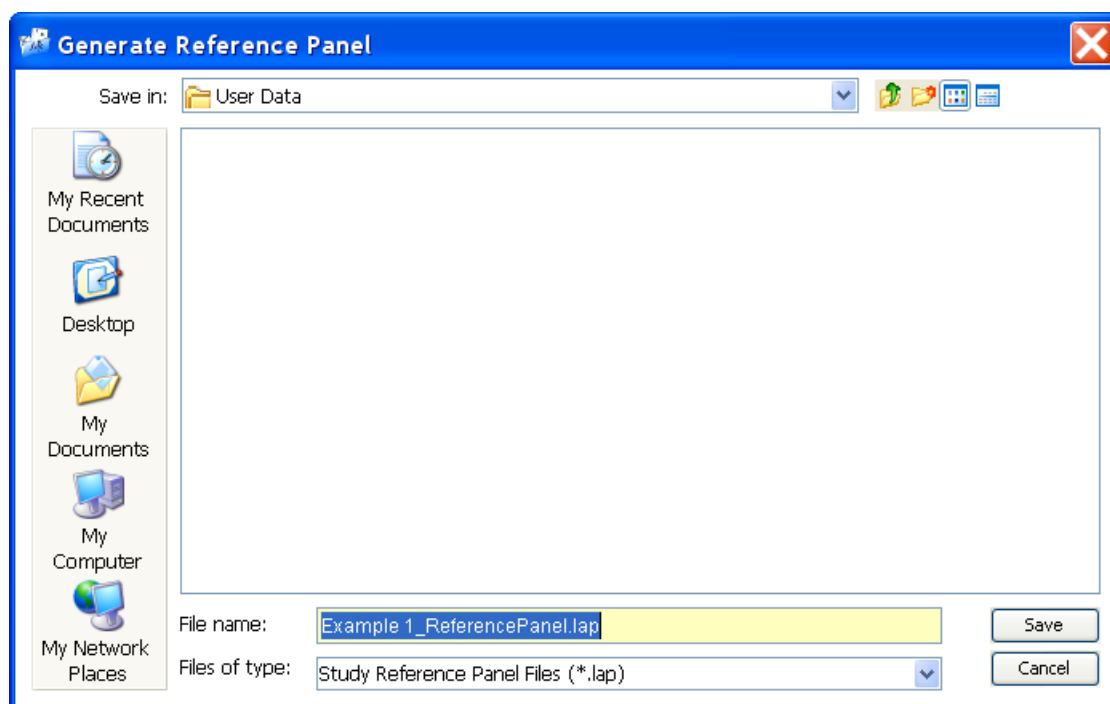 Generate Reference Panel
Save in:
User Data
My Recent
Documents
Desktop
My
Documents
My
Computer
My Network
Places
File name:
Example 1_ReferencePanel.lap
Save
Files of type:
Study Reference Panel Files (*.lap)
Cancel